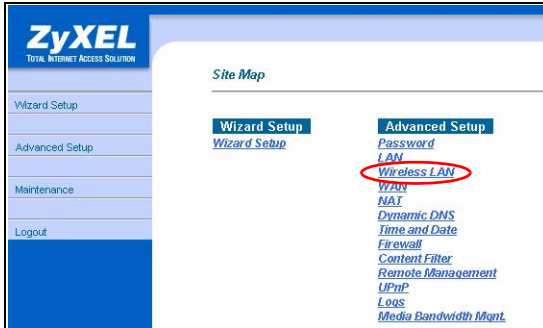 ZyXEL
TOTAL INTERNET ACCESS SOLUTION
Wizard Setup
Advanced Setup
Maintenance
Logout
Site Map
Wizard Setup
Wizard Setup
Advanced Setup
Password
LAN
Wireless LAN
WAN
NAT
Dynamic DNS
Time and Date
Firewall
Content Filter
Remote Management
UPnP
Logs
Media Bandwidth Mgnt.